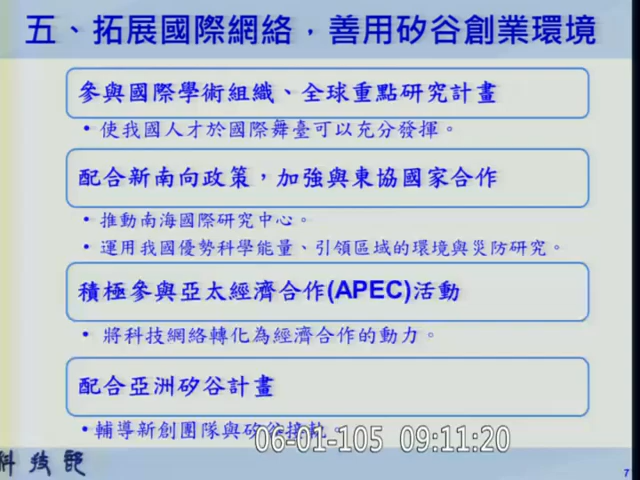 五、拓展國際網絡，善用矽谷創業環境
參與國際學術組織、全球重點研究計畫
• 使我國人才於國際舞臺可以充分發揮。
配合新南向政策，加強與東協國家合作
• 推動南海國際研究中心。
• 運用我國優勢科學能量、引領區域的環境與災防研究。
積極參與亞太經濟合作(APEC)活動
• 將科技網絡轉化為經濟合作的動力。
配合亞洲矽谷計畫
• 輔導新創團隊與矽谷接軌。
06-01-105 09:11:20
科技部
7